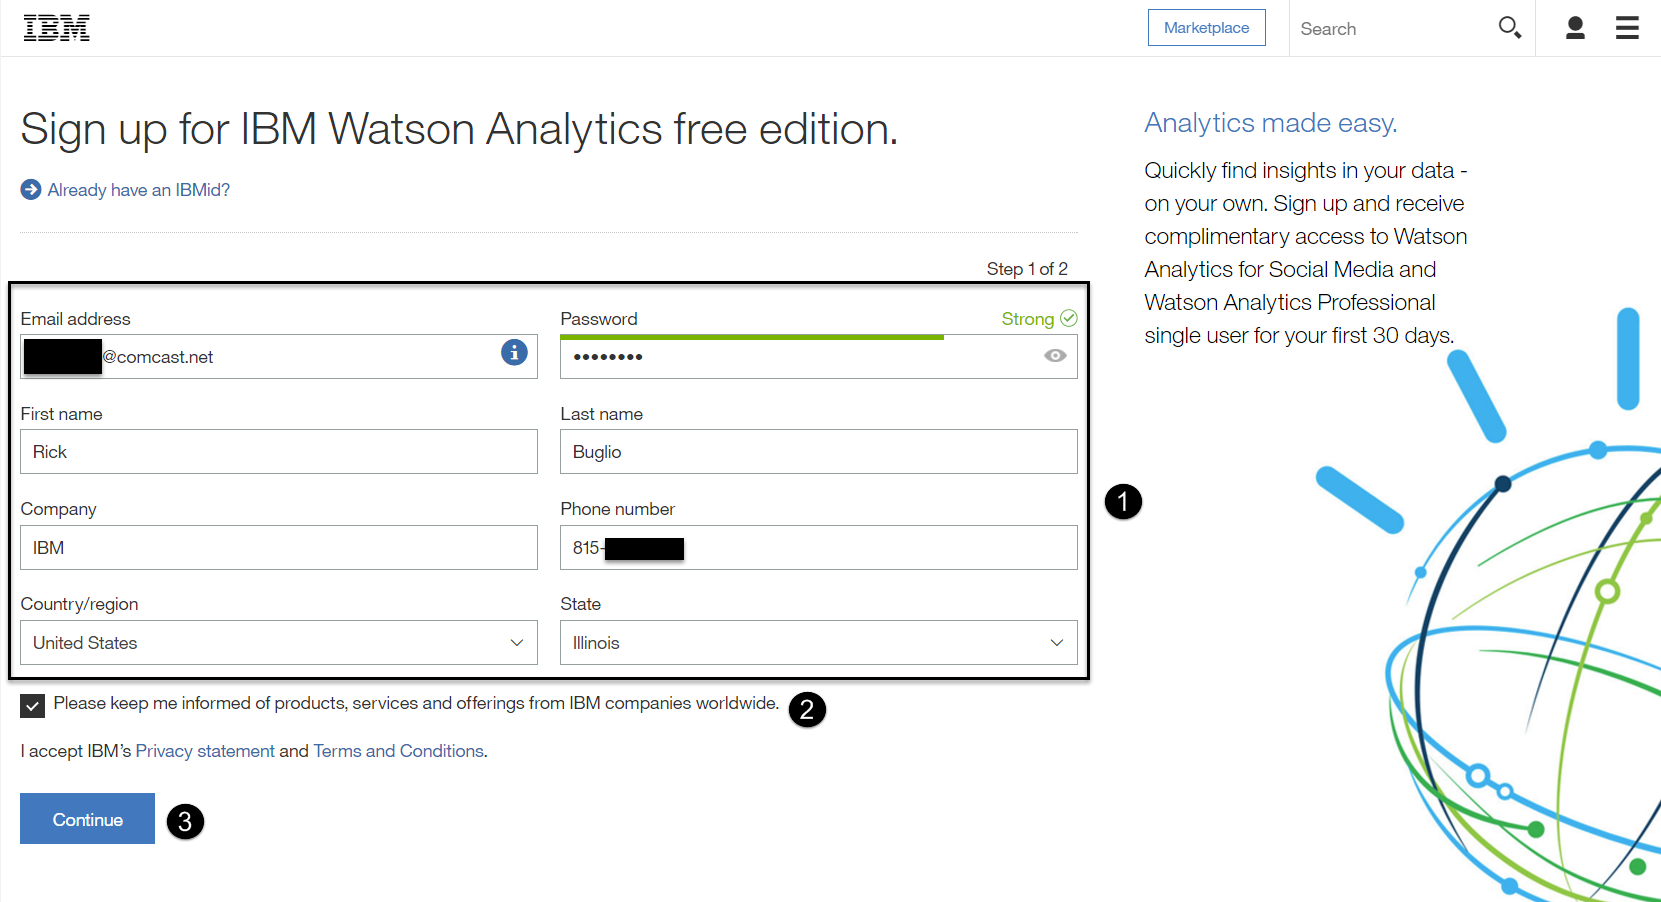 IBM
Marketplace
Search
Sign up for IBM Watson Analytics free edition.
Already have an IBMid?
Step 1 of 2
Email address
@comcast.net
i
Password
Strong
••••••••
First name
Rick
Last name
Buglio
Company
IBM
Phone number
815-
Country/region
United States
State
Illinois
1
Please keep me informed of products, services and offerings from IBM companies worldwide.
2
I accept IBM's Privacy statement and Terms and Conditions.
Continue
3
Analytics made easy.
Quickly find insights in your data -
on your own. Sign up and receive
complimentary access to Watson
Analytics for Social Media and
Watson Analytics Professional
single user for your first 30 days.